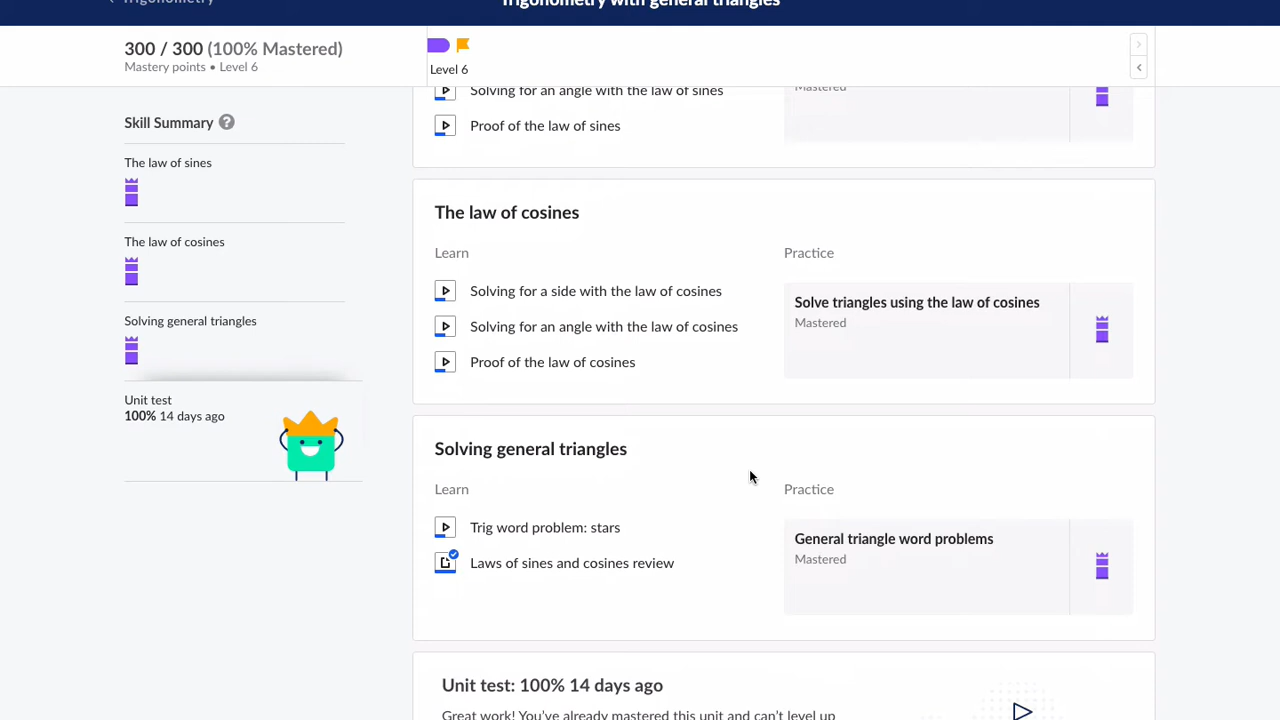 Trigonometry
Trigonometry with general triangles
300 / 300 (100% Mastered)
Mastery points • Level 6
Level 6
Skill Summary ?
The law of sines
The law of cosines
Solving general triangles
Unit test
100% 14 days ago
Solving for an angle with the law of sines
Proof of the law of sines
Mastered
The law of cosines
Learn
Solving for a side with the law of cosines
Solving for an angle with the law of cosines
Proof of the law of cosines
Practice
Solve triangles using the law of cosines
Mastered
Solving general triangles
Learn
Trig word problem: stars
Laws of sines and cosines review
Practice
General triangle word problems
Mastered
Unit test: 100% 14 days ago
Great work! You've already mastered this unit and can't level up